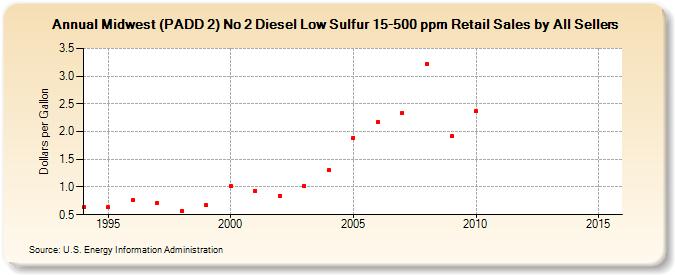 Annual Midwest (PADD 2) No 2 Diesel Low Sulfur 15-500 ppm Retail Sales by All Sellers
Dollars per Gallon
3.5
3.0
2.5
2.0
1.5
1.0
0.5
1995 2000 2005 2010 2015
Source: U.S. Energy Information Administration